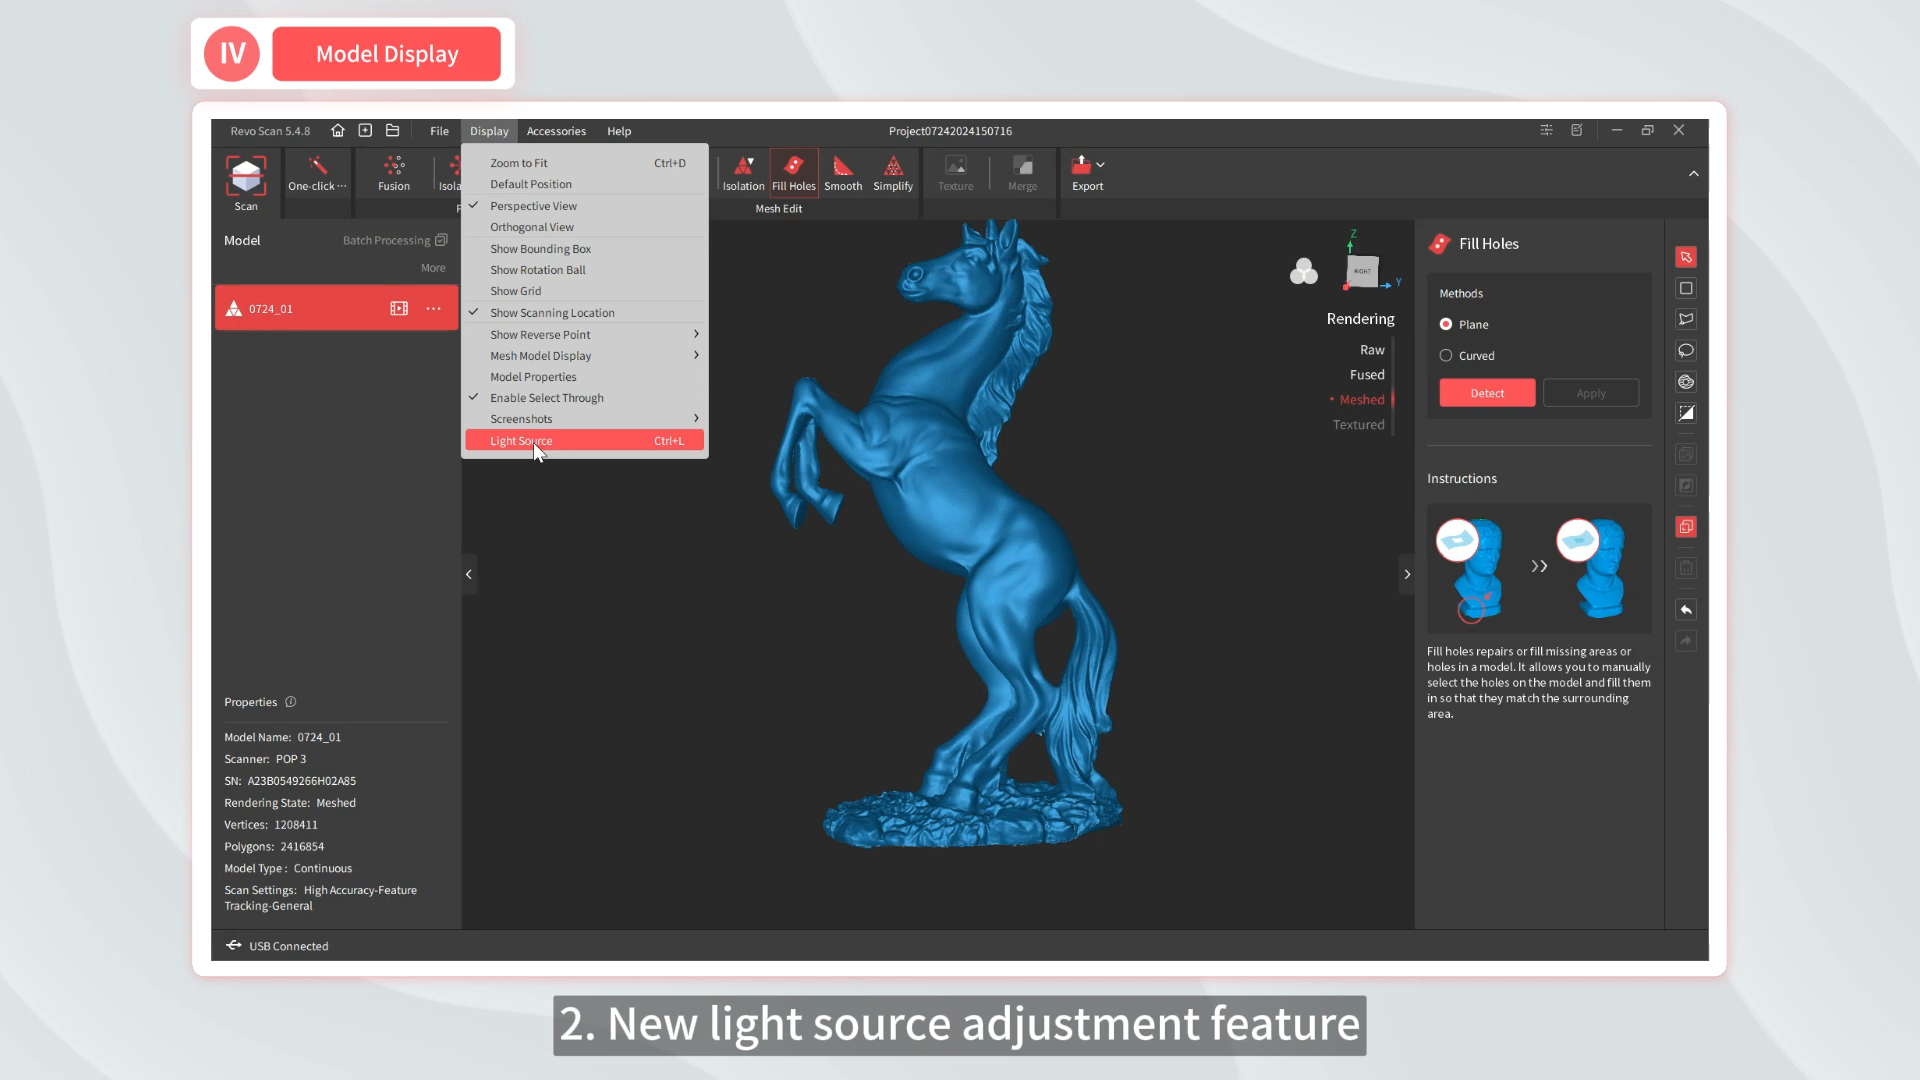 IV Model Display
Revo Scan 5.4.8 File Display Accessories Help Project07242024150716
Scan
One-click ···
Fusion
Isola
Isolation Fill Holes Smooth Simplify
Mesh Edit
Texture Merge
Export
Zoom to Fit Ctrl+D
Default Position
Perspective View
Orthogonal View
Show Bounding Box
Show Rotation Ball
Show Grid
Show Scanning Location
Show Reverse Point
Mesh Model Display
Model Properties
Enable Select Through
Screenshots
Light Source Ctrl+L
Model Batch Processing
More
0724_01
Properties
Model Name: 0724_01
Scanner: POP 3
SN: A23B0549266H02A85
Rendering State: Meshed
Vertices: 1208411
Polygons: 2416854
Model Type : Continuous
Scan Settings: High Accuracy-Feature
Tracking-General
USB Connected
Z
RIGHT
Y
Rendering
Raw
Fused
Meshed
Textured
Fill Holes
Methods
Plane
Curved
Detect Apply
Instructions
Fill holes repairs or fill missing areas or
holes in a model. It allows you to manually
select the holes on the model and fill them
in so that they match the surrounding
area.
2. New light source adjustment feature